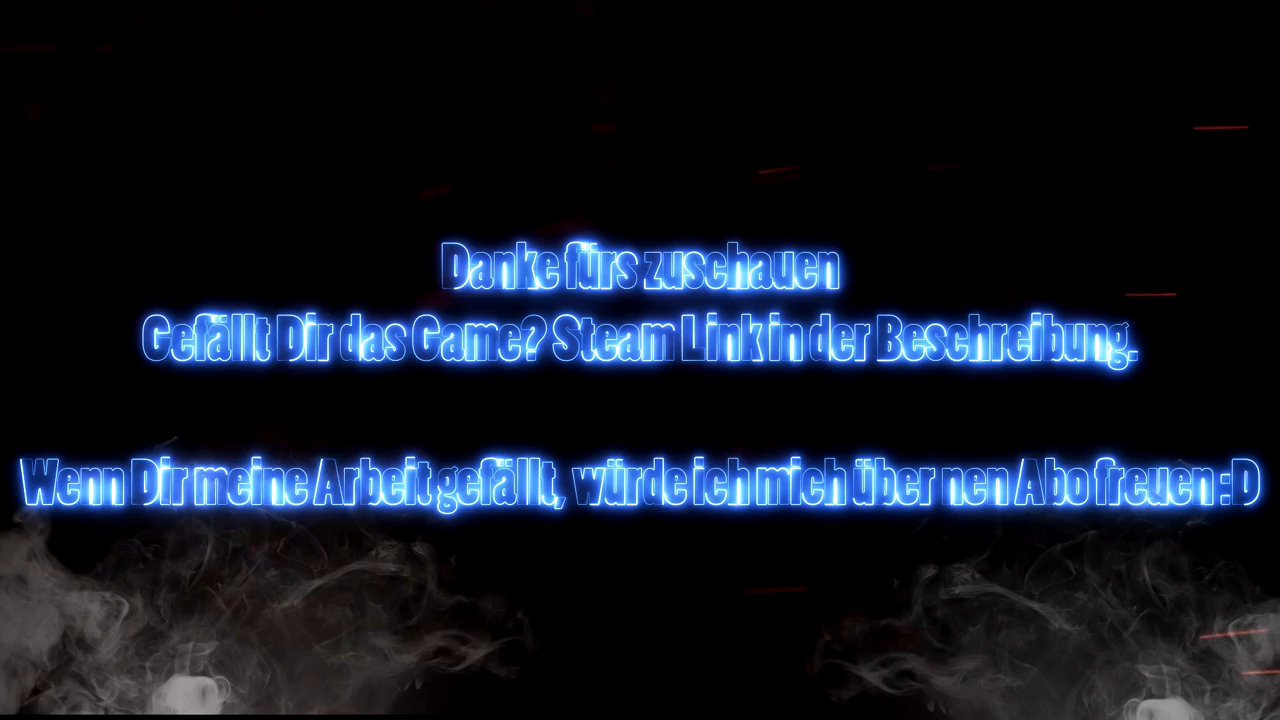 Danke fürs zuschauen
Gefällt Dir das Game? Steam Link in der Beschreibung.
Wenn Dir meine Arbeit gefällt, würde ich mich über nen Abo freuen :D